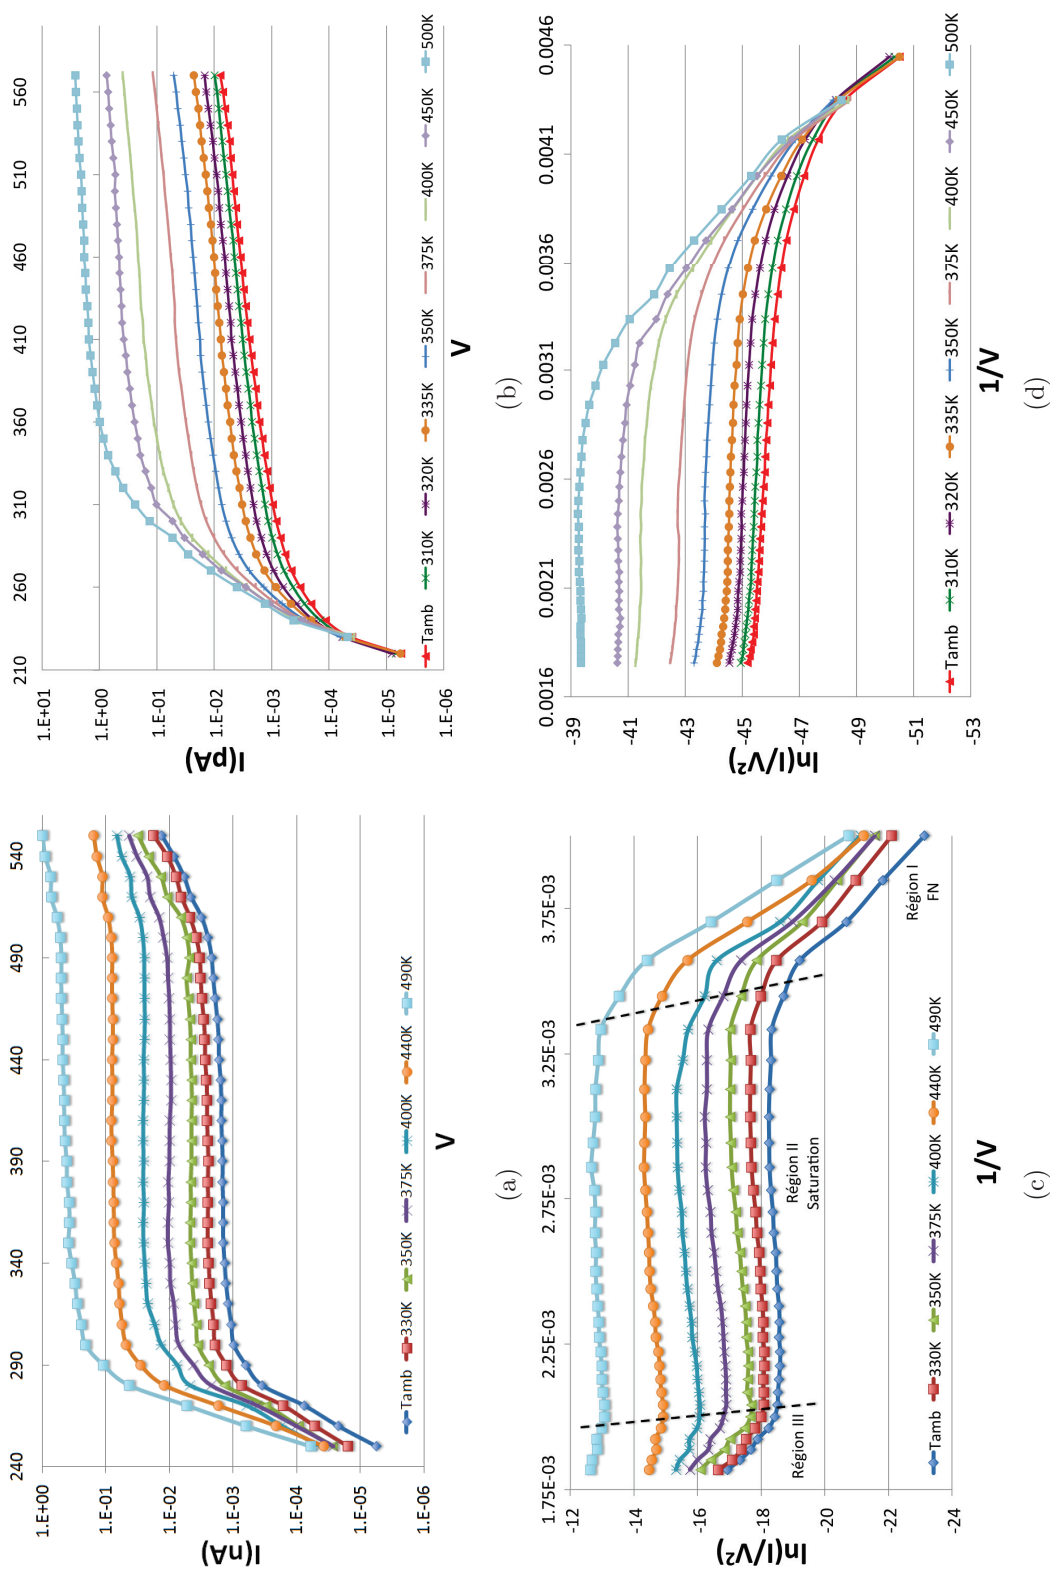 1.E+00
1.E-01
1.E-02
1.E-03
1.E-04
1.E-05
1.E-06
I(nA)
240 290 340 390 440 490 540
V
Tamb 330K 350K 375K 400K 440K 490K
(a)
1.E+01
1.E+00
1.E-01
1.E-02
1.E-03
1.E-04
1.E-05
1.E-06
I(pA)
210 260 310 360 410 460 510 560
V
Tamb 310K 320K 335K 350K 375K 400K 450K 500K
(b)
-12
-14
-16
-18
-20
-22
-24
ln(I/V²)
1.75E-03 2.25E-03 2.75E-03 3.25E-03 3.75E-03
Région III
Région II
Saturation
Région I
FN
1/V
Tamb 330K 350K 375K 400K 440K 490K
(c)
-39
-41
-43
-45
-47
-49
-51
-53
ln(I/V²)
0.0016 0.0021 0.0026 0.0031 0.0036 0.0041 0.0046
1/V
Tamb 310K 320K 335K 350K 375K 400K 450K 500K
(d)